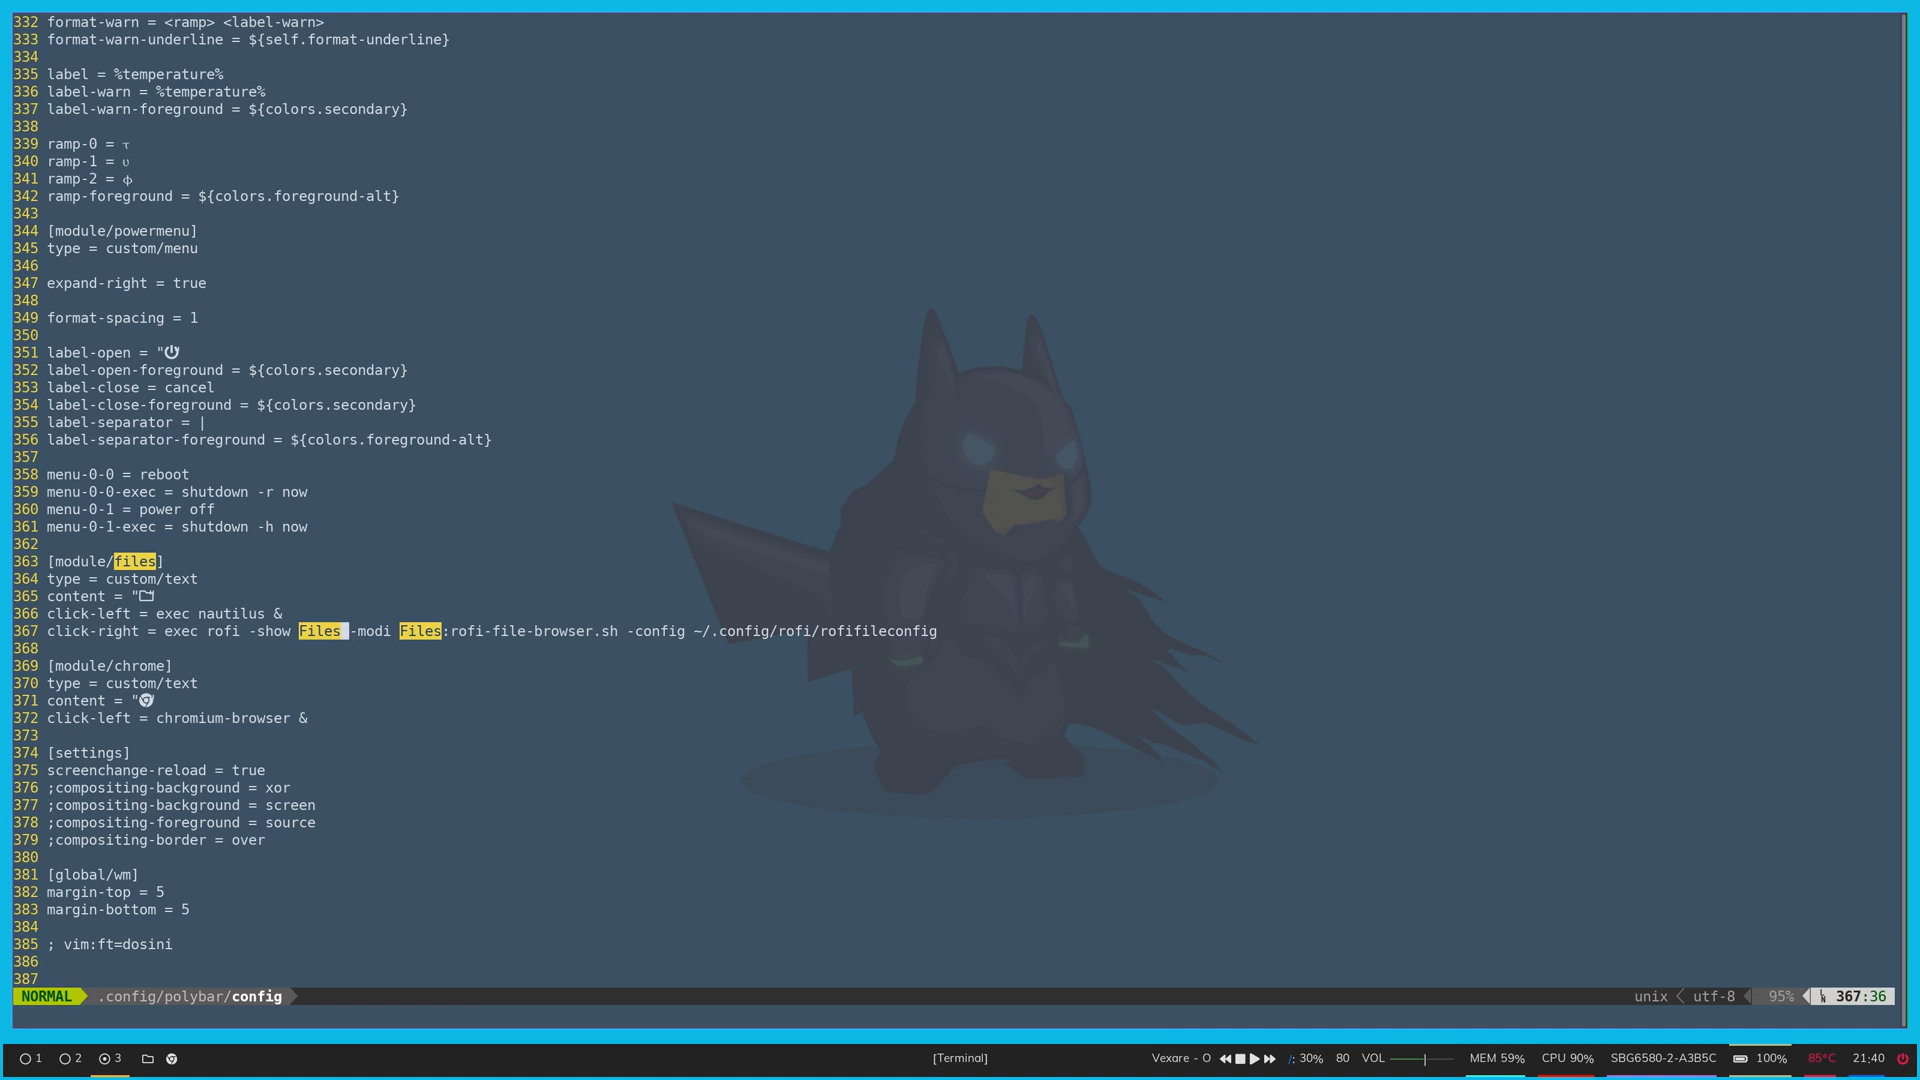 332 format-warn = <ramp> <label-warn>
333 format-warn-underline = ${self.format-underline}
334
335 label = %temperature%
336 label-warn = %temperature%
337 label-warn-foreground = ${colors.secondary}
338
339 ramp-0 = τ
340 ramp-1 = υ
341 ramp-2 = φ
342 ramp-foreground = ${colors.foreground-alt}
343
344 [module/powermenu]
345 type = custom/menu
346
347 expand-right = true
348
349 format-spacing = 1
350
351 label-open = "
352 label-open-foreground = ${colors.secondary}
353 label-close = cancel
354 label-close-foreground = ${colors.secondary}
355 label-separator = |
356 label-separator-foreground = ${colors.foreground-alt}
357
358 menu-0-0 = reboot
359 menu-0-0-exec = shutdown -r now
360 menu-0-1 = power off
361 menu-0-1-exec = shutdown -h now
362
363 [module/files]
364 type = custom/text
365 content = "
366 click-left = exec nautilus &
367 click-right = exec rofi -show Files -modi Files:rofi-file-browser.sh -config ~/.config/rofi/rofifileconfig
368
369 [module/chrome]
370 type = custom/text
371 content = "
372 click-left = chromium-browser &
373
374 [settings]
375 screenchange-reload = true
376 ;compositing-background = xor
377 ;compositing-background = screen
378 ;compositing-foreground = source
379 ;compositing-border = over
380
381 [global/wm]
382 margin-top = 5
383 margin-bottom = 5
384
385 ; vim:ft=dosini
386
387
NORMAL .config/polybar/config unix utf-8 95% 367:36
1 2 3 [Terminal] Vexare - O /: 30% 80 VOL MEM 59% CPU 90% SBG6580-2-A3B5C 100% 85°C 21:40